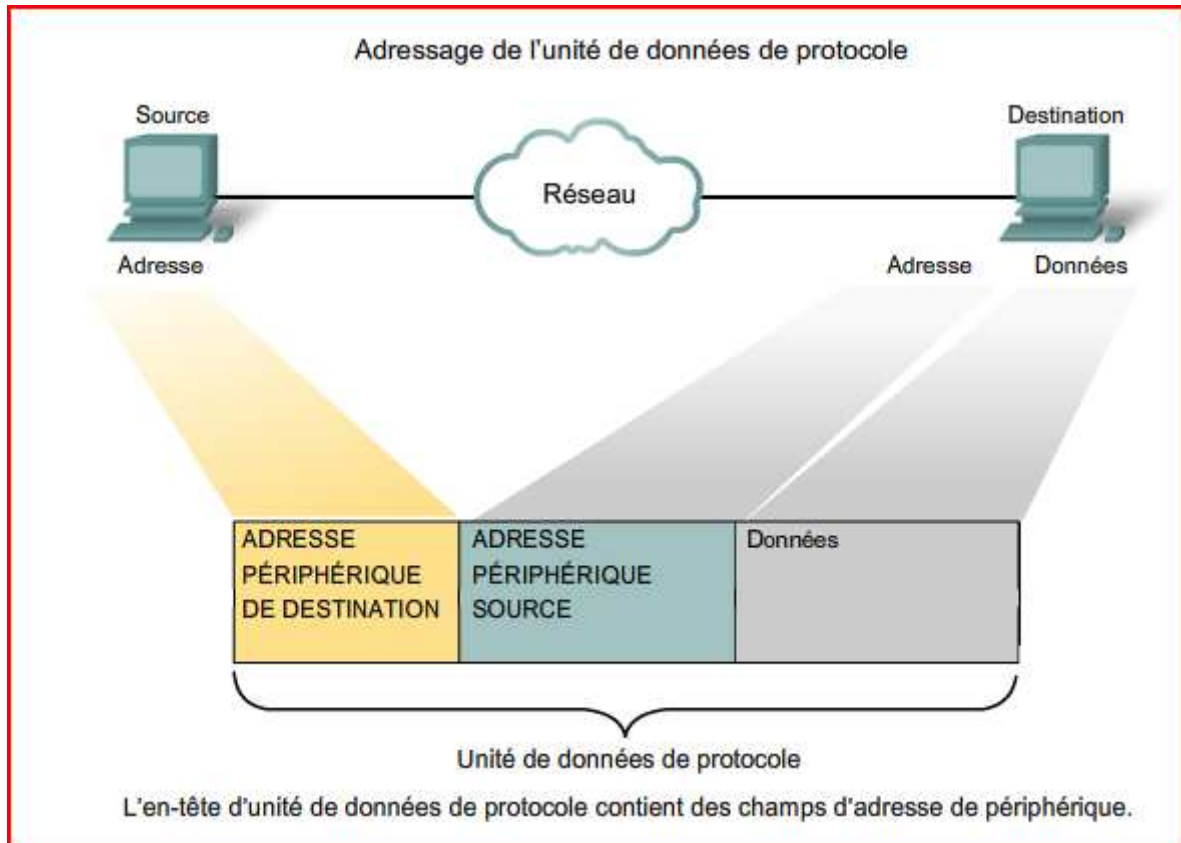 Adressage de l'unité de données de protocole
Source
Destination
Réseau
Adresse
Adresse
Données
ADRESSE
PÉRIPHÉRIQUE
DE DESTINATION
ADRESSE
PÉRIPHÉRIQUE
SOURCE
Données
Unité de données de protocole
L'en-tête d'unité de données de protocole contient des champs d'adresse de périphérique.